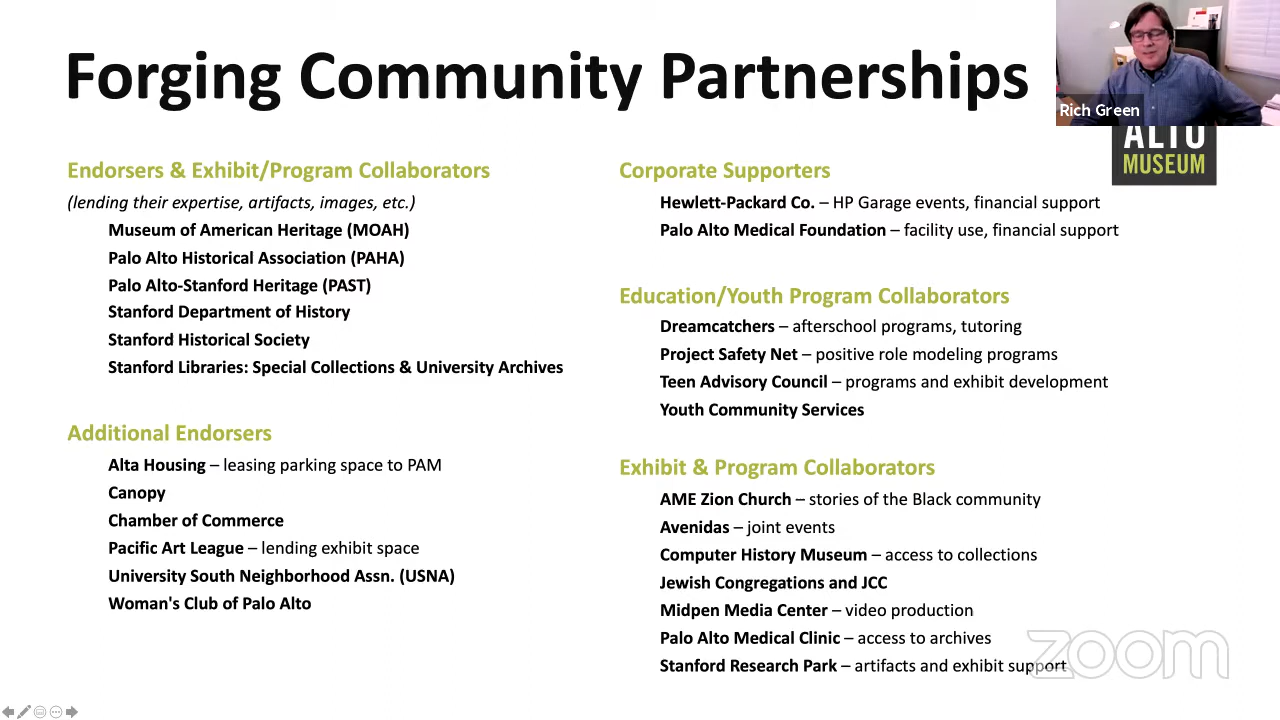 Forging Community Partnerships
Rich Green
ALTO
MUSEUM
Endorsers & Exhibit/Program Collaborators
(lending their expertise, artifacts, images, etc.)
Museum of American Heritage (MOAH)
Palo Alto Historical Association (PAHA)
Palo Alto-Stanford Heritage (PAST)
Stanford Department of History
Stanford Historical Society
Stanford Libraries: Special Collections & University Archives
Additional Endorsers
Alta Housing – leasing parking space to PAM
Canopy
Chamber of Commerce
Pacific Art League – lending exhibit space
University South Neighborhood Assn. (USNA)
Woman's Club of Palo Alto
Corporate Supporters
Hewlett-Packard Co. – HP Garage events, financial support
Palo Alto Medical Foundation – facility use, financial support
Education/Youth Program Collaborators
Dreamcatchers – afterschool programs, tutoring
Project Safety Net – positive role modeling programs
Teen Advisory Council – programs and exhibit development
Youth Community Services
Exhibit & Program Collaborators
AME Zion Church – stories of the Black community
Avenidas – joint events
Computer History Museum – access to collections
Jewish Congregations and JCC
Midpen Media Center – video production
Palo Alto Medical Clinic – access to archives
Stanford Research Park – artifacts and exhibit support
zoom